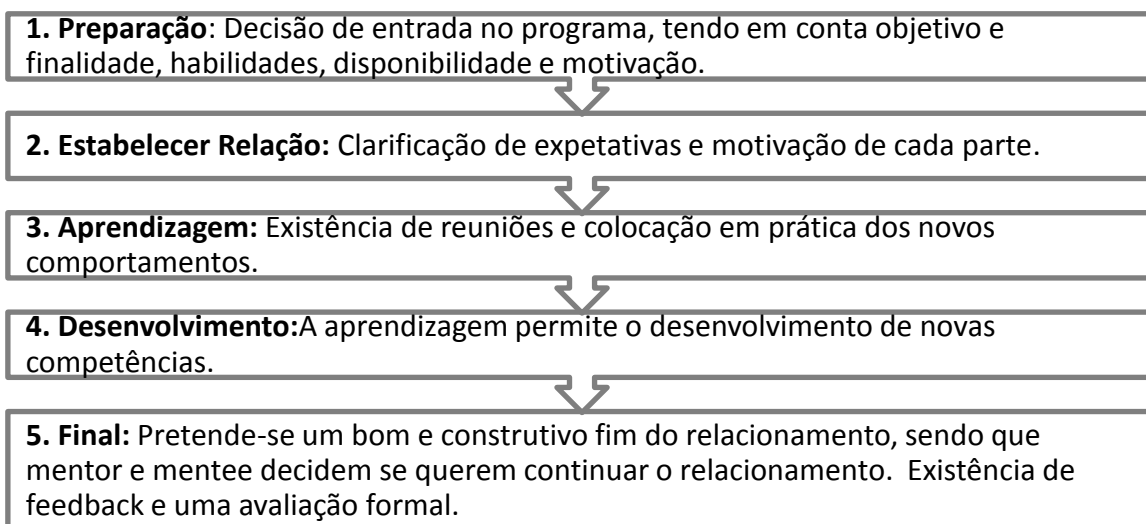 1. Preparação: Decisão de entrada no programa, tendo em conta objetivo e
finalidade, habilidades, disponibilidade e motivação.
2. Estabelecer Relação: Clarificação de expetativas e motivação de cada parte.
3. Aprendizagem: Existência de reuniões e colocação em prática dos novos
comportamentos.
4. Desenvolvimento:A aprendizagem permite o desenvolvimento de novas
competências.
5. Final: Pretende-se um bom e construtivo fim do relacionamento, sendo que
mentor e mentee decidem se querem continuar o relacionamento. Existência de
feedback e uma avaliação formal.